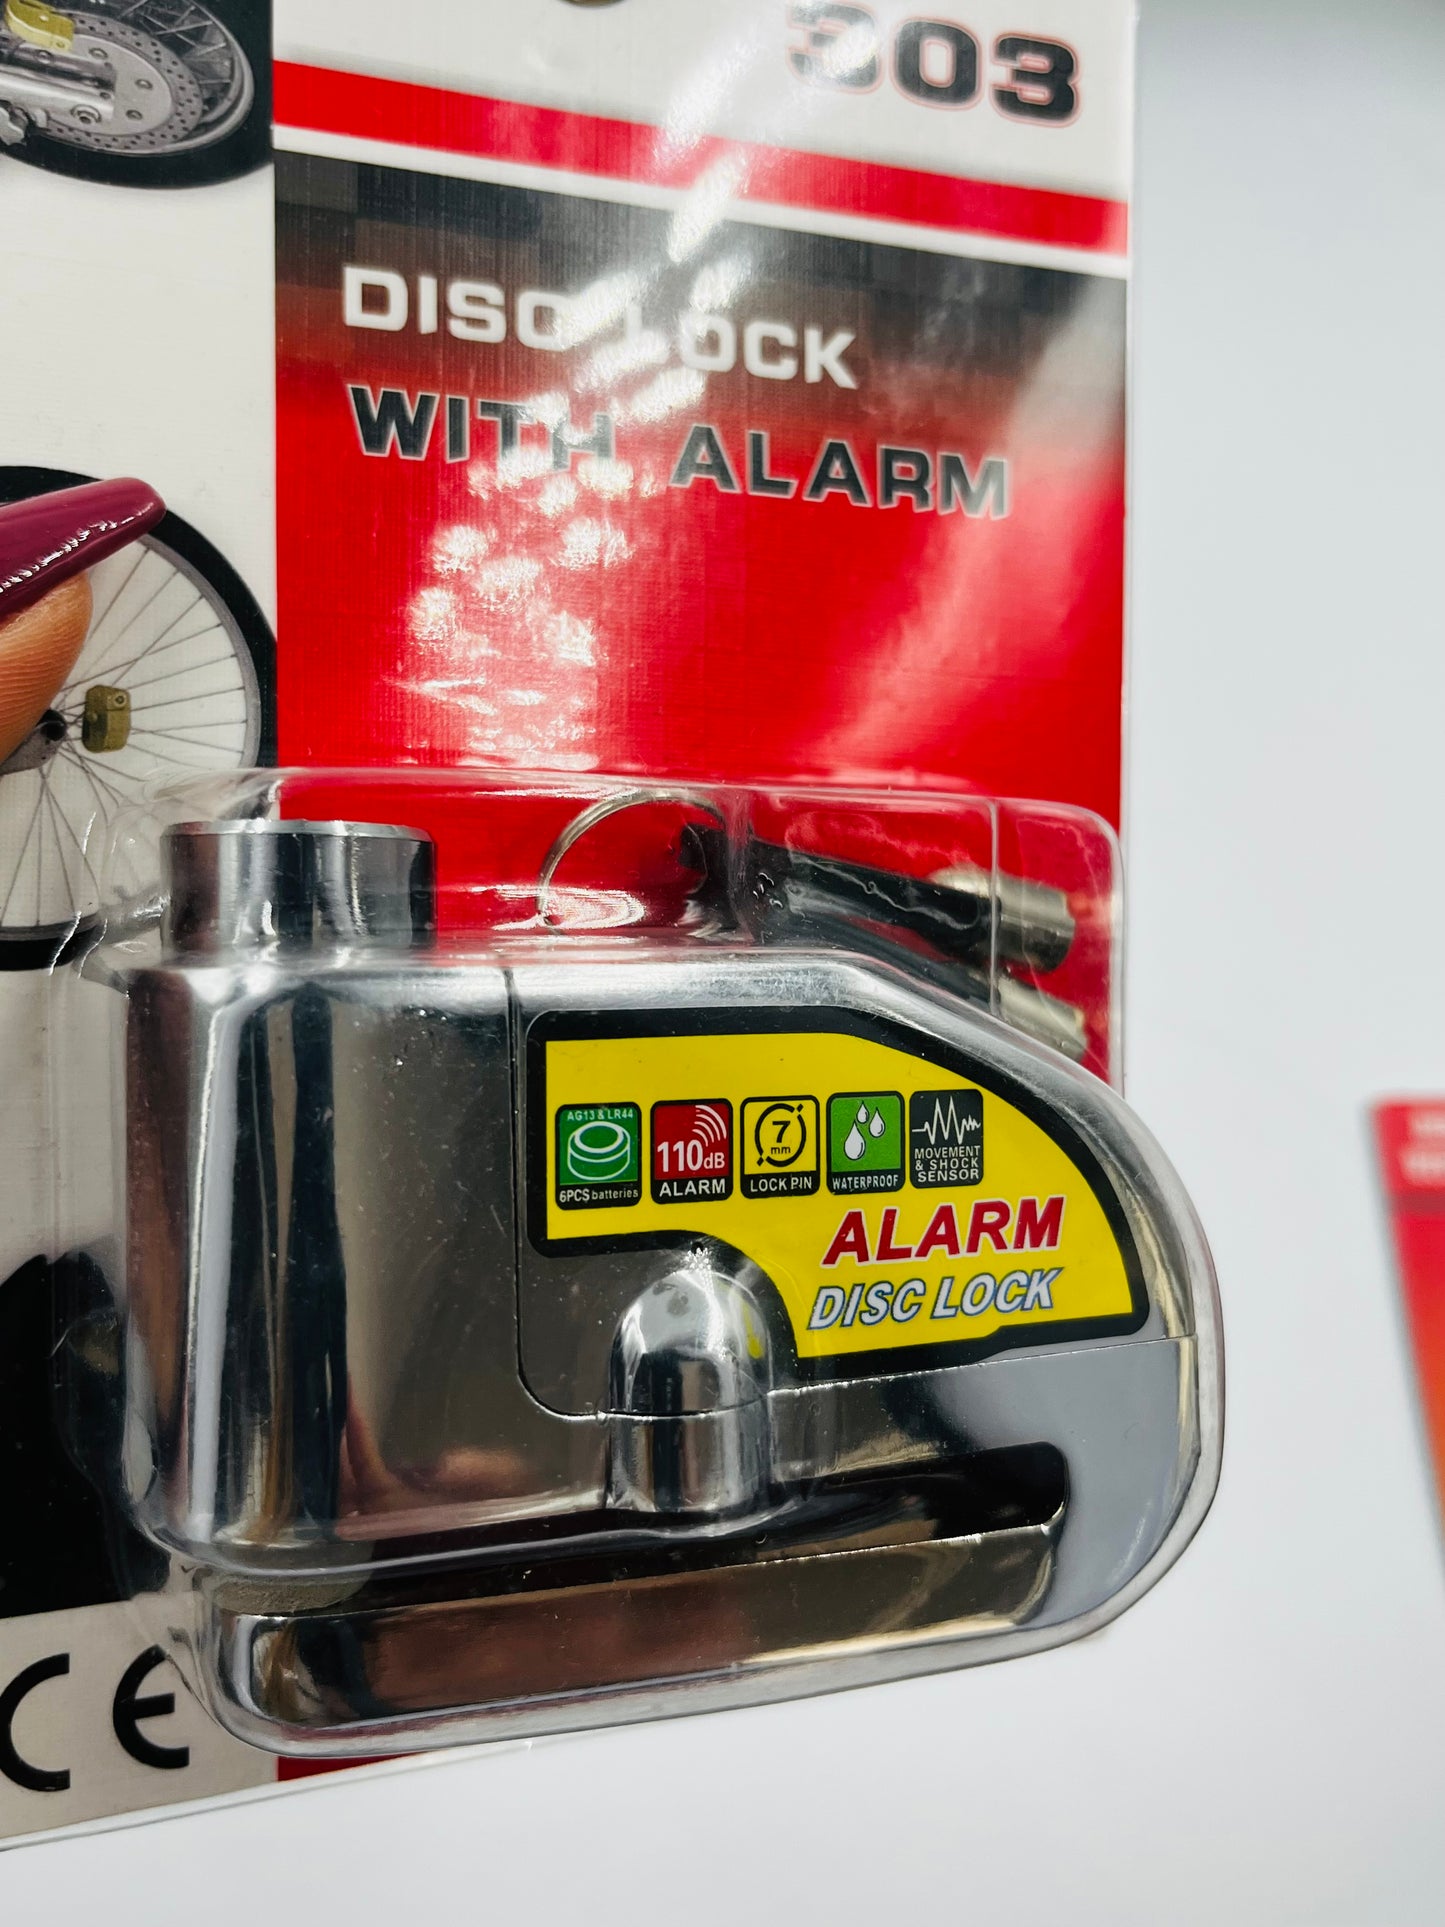 303
DISC LOCK
WITH ALARM
AG13 & LR44
6PCS batteries
110dB
ALARM
7
mm
LOCK PIN
WATERPROOF
MOVEMENT
& SHOCK
SENSOR
ALARM
DISC LOCK
CE